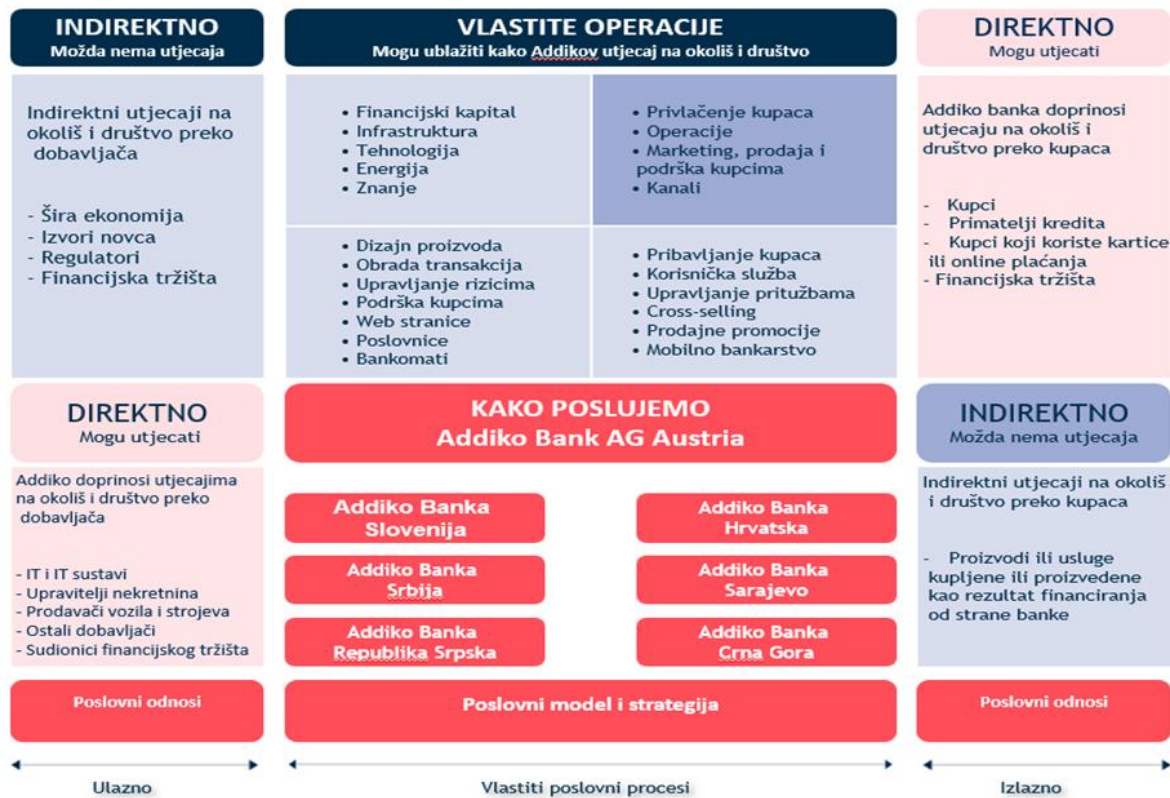 INDIREKTNO
Možda nema utjecaja
Indirektni utjecaji na
okoliš i društvo preko
dobavljača
- Šira ekonomija
- Izvori novca
- Regulatori
- Financijska tržišta
VLASTITE OPERACIJE
Mogu ublažiti kako Addikov utjecaj na okoliš i društvo
• Financijski kapital
• Infrastruktura
• Tehnologija
• Energija
• Znanje
• Privlačenje kupaca
• Operacije
• Marketing, prodaja i
podrška kupcima
• Kanali
• Dizajn proizvoda
• Obrada transakcija
• Upravljanje rizicima
• Podrška kupcima
• Web stranice
• Poslovnice
• Bankomati
• Pribavljanje kupaca
• Korisnička služba
• Upravljanje pritužbama
• Cross-selling
• Prodajne promocije
• Mobilno bankarstvo
DIREKTNO
Mogu utjecati
Addiko banka doprinosi
utjecaju na okoliš i
društvo preko kupaca
- Kupci
- Primatelji kredita
- Kupci koji koriste kartice
ili online plaćanja
- Financijska tržišta
DIREKTNO
Mogu utjecati
Addiko doprinosi utjecajima
na okoliš i društvo preko
dobavljača
- IT i IT sustavi
- Upravitelji nekretnina
- Prodavači vozila i strojeva
- Ostali dobavljači
- Sudionici financijskog tržišta
KAKO POSLUJEMO
Addiko Bank AG Austria
Addiko Banka
Slovenija
Addiko Banka
Hrvatska
Addiko Banka
Srbija
Addiko Banka
Sarajevo
Addiko Banka
Republika Srpska
Addiko Banka
Crna Gora
INDIREKTNO
Možda nema utjecaja
Indirektni utjecaji na okoliš
i društvo preko kupaca
- Proizvodi ili usluge
kupljene ili proizvedene
kao rezultat financiranja
od strane banke
Poslovni odnosi
Poslovni model i strategija
Poslovni odnosi
Ulazno
Vlastiti poslovni procesi
Izlazno